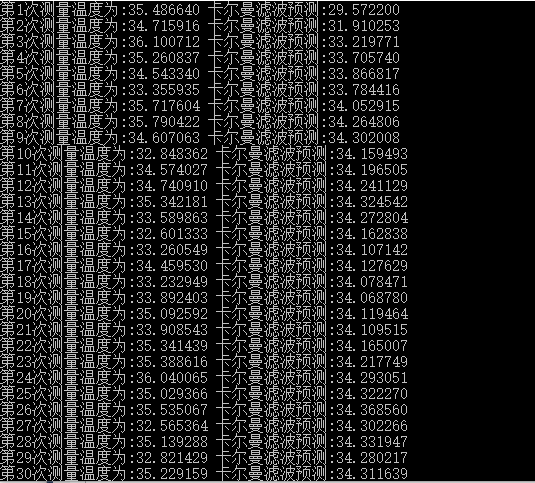 第1次测量温度为:35.486640 卡尔曼滤波预测:29.572200
第2次测量温度为:34.715916 卡尔曼滤波预测:31.910253
第3次测量温度为:36.100712 卡尔曼滤波预测:33.219771
第4次测量温度为:35.260837 卡尔曼滤波预测:33.705740
第5次测量温度为:34.543340 卡尔曼滤波预测:33.866817
第6次测量温度为:33.355935 卡尔曼滤波预测:33.784416
第7次测量温度为:35.717604 卡尔曼滤波预测:34.052915
第8次测量温度为:35.790422 卡尔曼滤波预测:34.264806
第9次测量温度为:34.607063 卡尔曼滤波预测:34.302008
第10次测量温度为:32.848362 卡尔曼滤波预测:34.159493
第11次测量温度为:34.574027 卡尔曼滤波预测:34.196505
第12次测量温度为:34.740910 卡尔曼滤波预测:34.241129
第13次测量温度为:35.342181 卡尔曼滤波预测:34.324542
第14次测量温度为:33.589863 卡尔曼滤波预测:34.272804
第15次测量温度为:32.601333 卡尔曼滤波预测:34.162838
第16次测量温度为:33.260549 卡尔曼滤波预测:34.107142
第17次测量温度为:34.459530 卡尔曼滤波预测:34.127629
第18次测量温度为:33.232949 卡尔曼滤波预测:34.078471
第19次测量温度为:33.892403 卡尔曼滤波预测:34.068780
第20次测量温度为:35.092592 卡尔曼滤波预测:34.119464
第21次测量温度为:33.908543 卡尔曼滤波预测:34.109515
第22次测量温度为:35.341439 卡尔曼滤波预测:34.165007
第23次测量温度为:35.388616 卡尔曼滤波预测:34.217749
第24次测量温度为:36.040065 卡尔曼滤波预测:34.293051
第25次测量温度为:35.029366 卡尔曼滤波预测:34.322270
第26次测量温度为:35.535067 卡尔曼滤波预测:34.368560
第27次测量温度为:32.565364 卡尔曼滤波预测:34.302266
第28次测量温度为:35.139288 卡尔曼滤波预测:34.331947
第29次测量温度为:32.821429 卡尔曼滤波预测:34.280217
第30次测量温度为:35.229159 卡尔曼滤波预测:34.311639